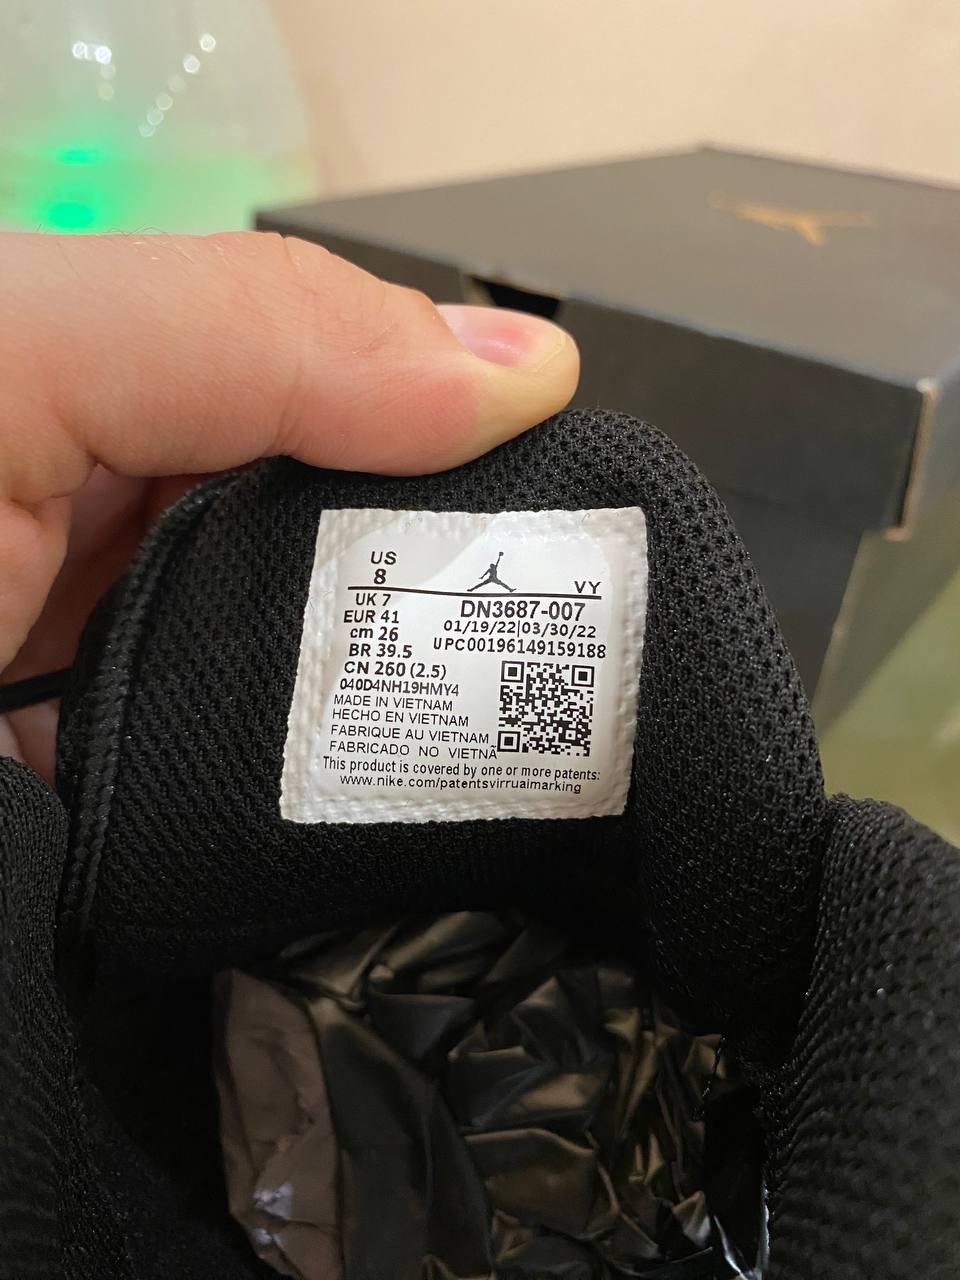 US
8
VY
UK 7
EUR 41
cm 26
BR 39.5
CN 260 (2.5)
040D4NH19HMY4
DN3687-007
01/19/22|03/30/22
UPC00196149159188
MADE IN VIETNAM
HECHO EN VIETNAM
FABRIQUE AU VIETNAM
FABRICADO NO VIETNÃ
This product is covered by one or more patents:
www.nike.com/patentsvirruaimarking